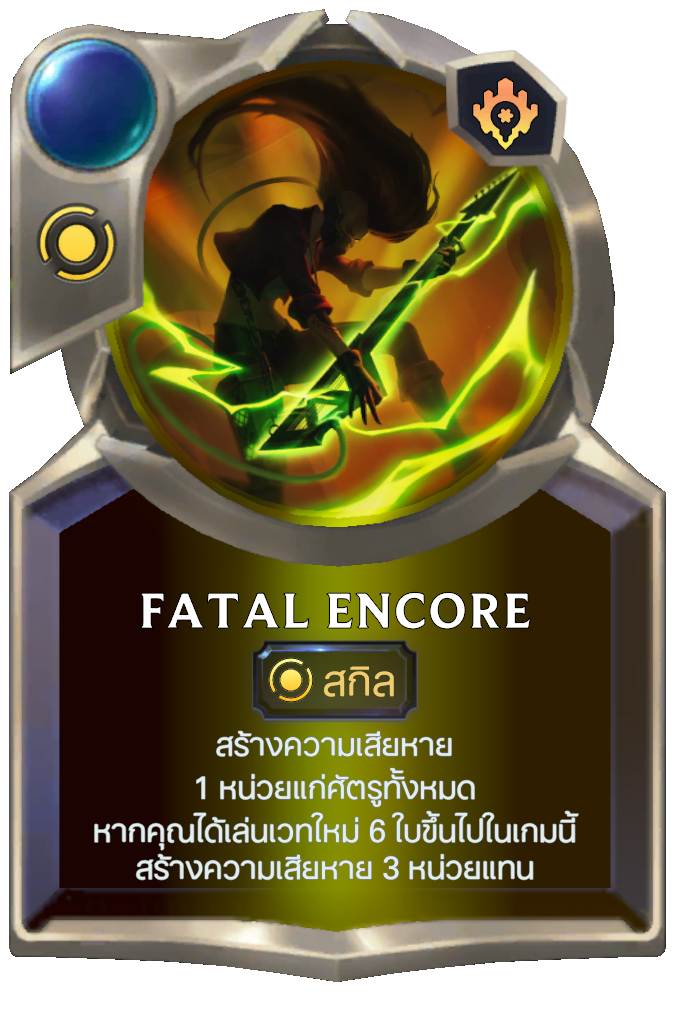 FATAL ENCORE
สกิล
สร้างความเสียหาย
1 หน่วยแก่ศัตรูทั้งหมด
หากคุณได้เล่นเวทใหม่ 6 ใบขึ้นไปในเกมนี้
สร้างความเสียหาย 3 หน่วยแทน